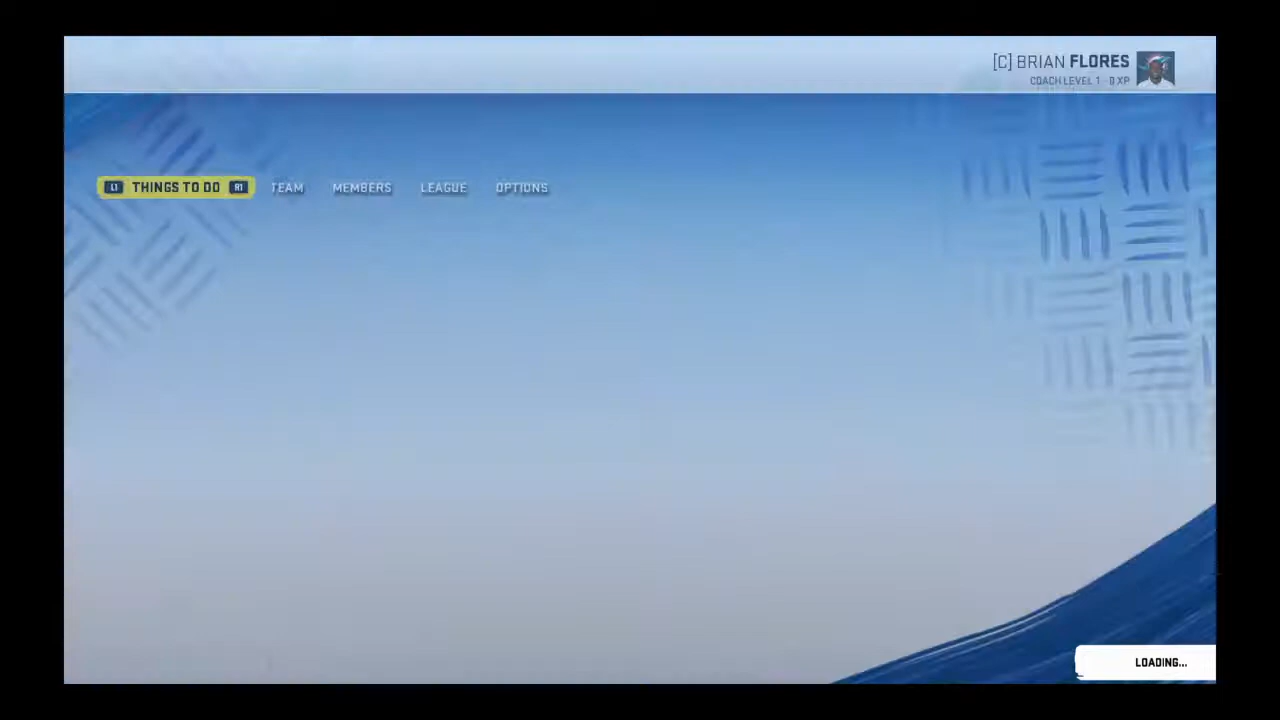 [C] BRIAN FLORES
COACH LEVEL 1 - 0 XP
L1 THINGS TO DO R1 TEAM MEMBERS LEAGUE OPTIONS
LOADING...